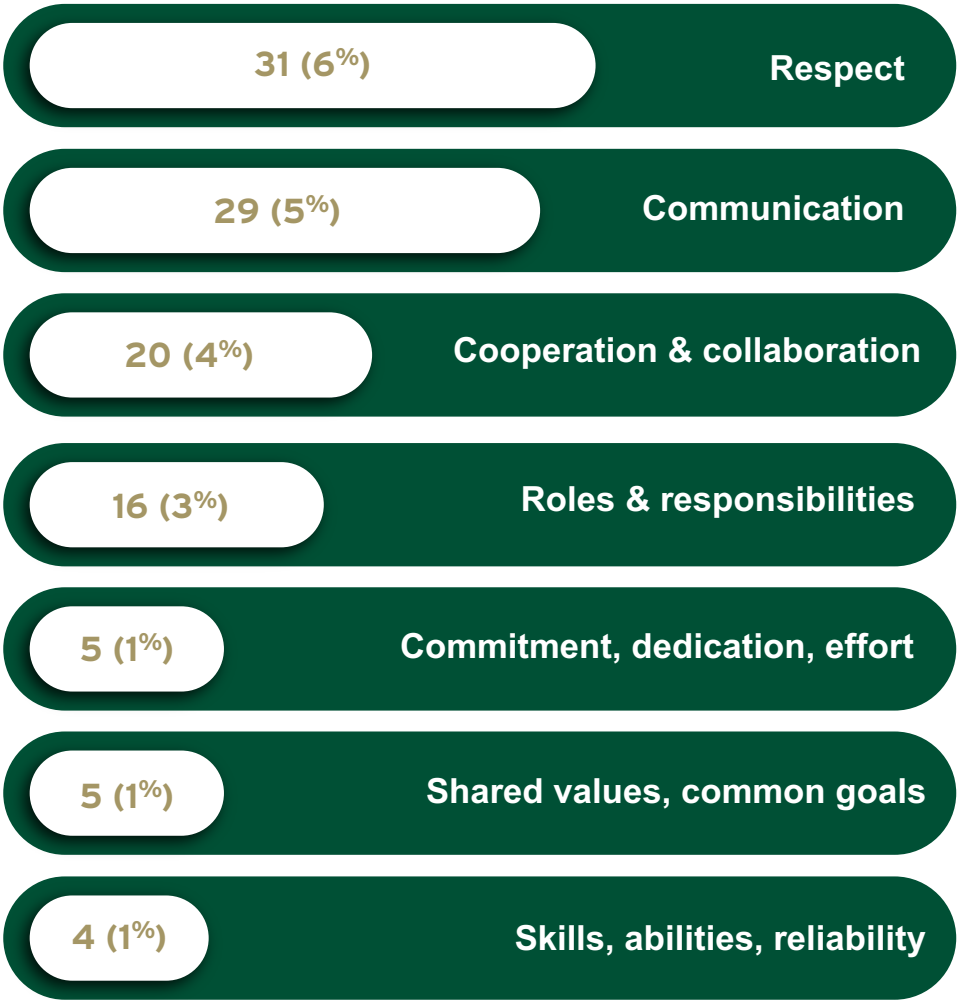 31 (6%) Respect
29 (5%) Communication
20 (4%) Cooperation & collaboration
16 (3%) Roles & responsibilities
5 (1%) Commitment, dedication, effort
5 (1%) Shared values, common goals
4 (1%) Skills, abilities, reliability